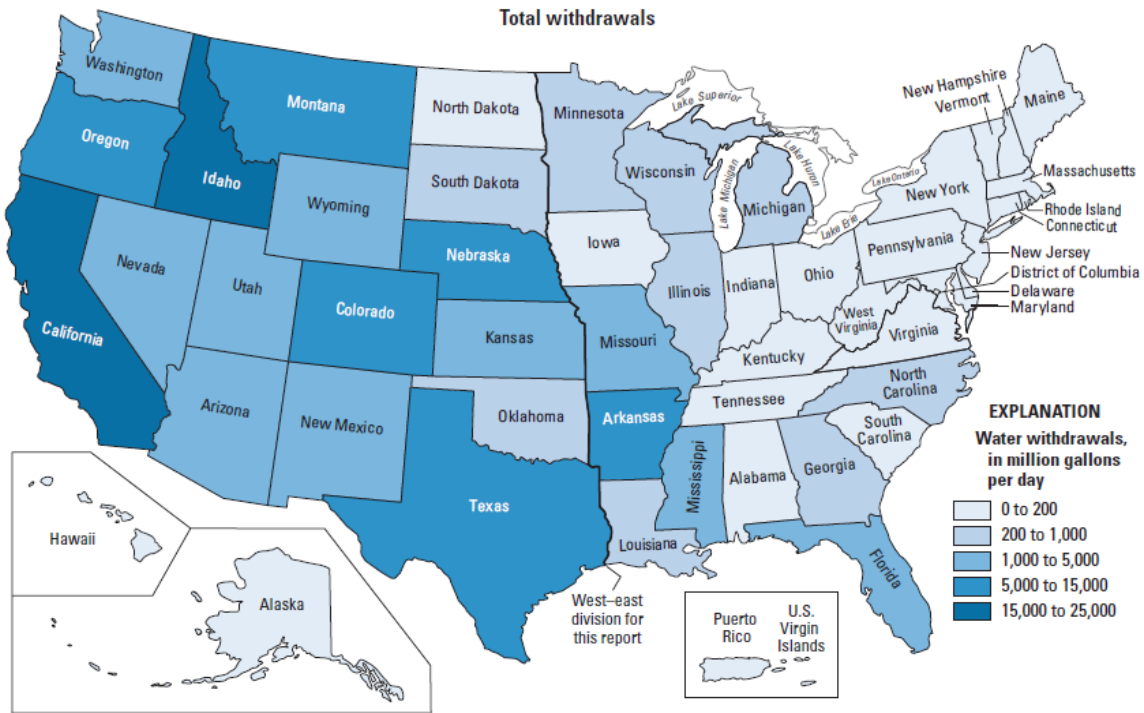 Total withdrawals
Washington
Oregon
Montana
Idaho
North Dakota
South Dakota
Wyoming
Nebraska
Nevada
Utah
Colorado
Kansas
California
Arizona
New Mexico
Oklahoma
Texas
Minnesota
Wisconsin
Michigan
Iowa
Illinois
Indiana
Ohio
Missouri
Kentucky
Tennessee
Arkansas
Mississippi
Alabama
Georgia
Louisiana
Florida
South
Carolina
North
Carolina
Virginia
West
Virginia
Pennsylvania
New York
New Hampshire
Vermont
Maine
Massachusetts
Rhode Island
Connecticut
New Jersey
District of Columbia
Delaware
Maryland
Lake Superior
Lake Michigan
Lake Huron
Lake Erie
Lake Ontario
Hawaii
Alaska
West–east
division for
this report
Puerto
Rico
U.S.
Virgin
Islands
EXPLANATION
Water withdrawals,
in million gallons
per day
0 to 200
200 to 1,000
1,000 to 5,000
5,000 to 15,000
15,000 to 25,000